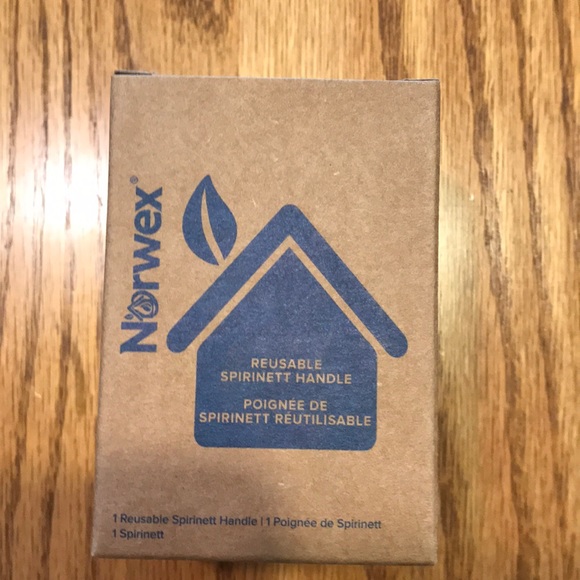 Norwex®
REUSABLE
SPIRINETT HANDLE
POIGNÉE DE
SPIRINETT RÉUTILISABLE
1 Reusable Spirinett Handle | 1 Poignée de Spirinett
1 Spirinett